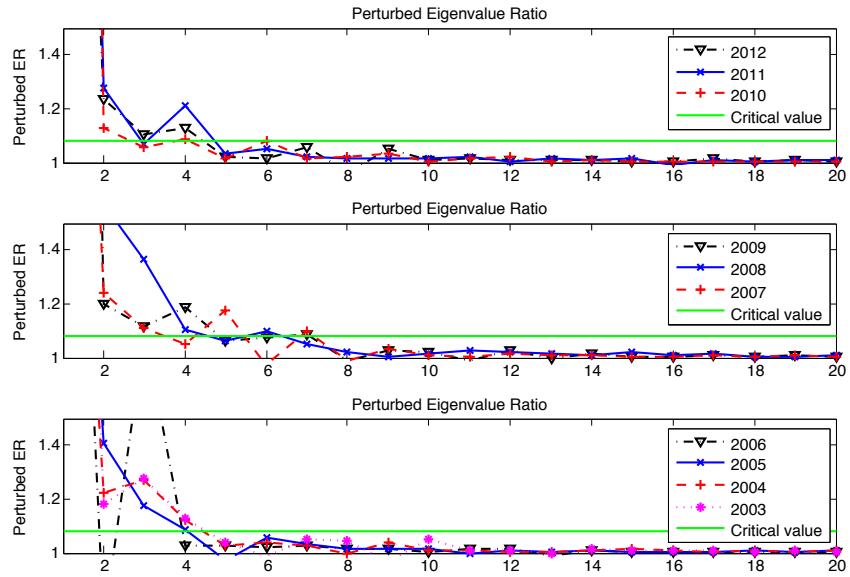 Perturbed Eigenvalue Ratio
Perturbed ER
1.4
1.2
1
2 4 6 8 10 12 14 16 18 20
2012
2011
2010
Critical value
Perturbed Eigenvalue Ratio
Perturbed ER
1.4
1.2
1
2 4 6 8 10 12 14 16 18 20
2009
2008
2007
Critical value
Perturbed Eigenvalue Ratio
Perturbed ER
1.4
1.2
1
2 4 6 8 10 12 14 16 18 20
2006
2005
2004
2003
Critical value